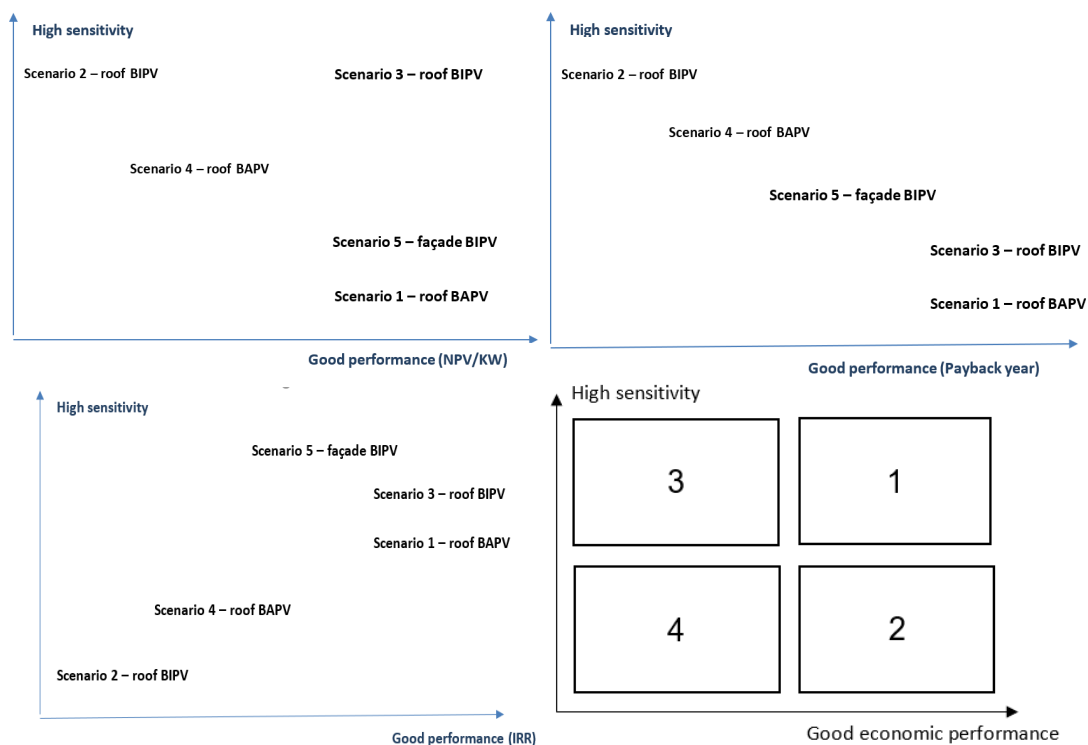 High sensitivity
Scenario 2 – roof BIPV
Scenario 3 – roof BIPV
Scenario 4 – roof BAPV
Scenario 5 – façade BIPV
Scenario 1 – roof BAPV
Good performance (NPV/KW)
High sensitivity
Scenario 2 – roof BIPV
Scenario 4 – roof BAPV
Scenario 5 – façade BIPV
Scenario 3 – roof BIPV
Scenario 1 – roof BAPV
Good performance (Payback year)
High sensitivity
Scenario 5 – façade BIPV
Scenario 3 – roof BIPV
Scenario 1 – roof BAPV
Scenario 4 – roof BAPV
Scenario 2 – roof BIPV
Good performance (IRR)
High sensitivity
3
1
4
2
Good economic performance